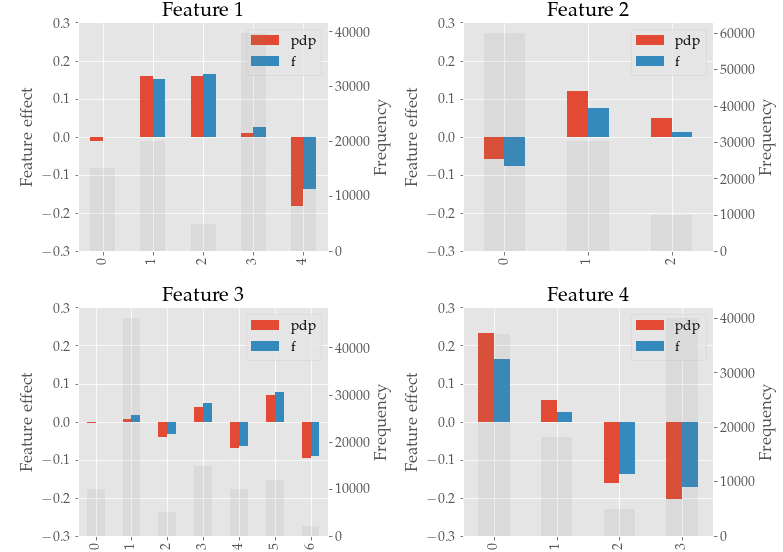 Feature 1
0.3
0.2
0.1
0.0
−0.1
−0.2
−0.3
Feature effect
pdp
f
40000
30000
20000
10000
0
Frequency
0 1 2 3 4
Feature 2
0.3
0.2
0.1
0.0
−0.1
−0.2
−0.3
Feature effect
pdp
f
60000
50000
40000
30000
20000
10000
0
Frequency
0 1 2
Feature 3
0.3
0.2
0.1
0.0
−0.1
−0.2
−0.3
Feature effect
pdp
f
40000
30000
20000
10000
0
Frequency
0 1 2 3 4 5 6
Feature 4
0.3
0.2
0.1
0.0
−0.1
−0.2
−0.3
Feature effect
pdp
f
40000
30000
20000
10000
0
Frequency
0 1 2 3